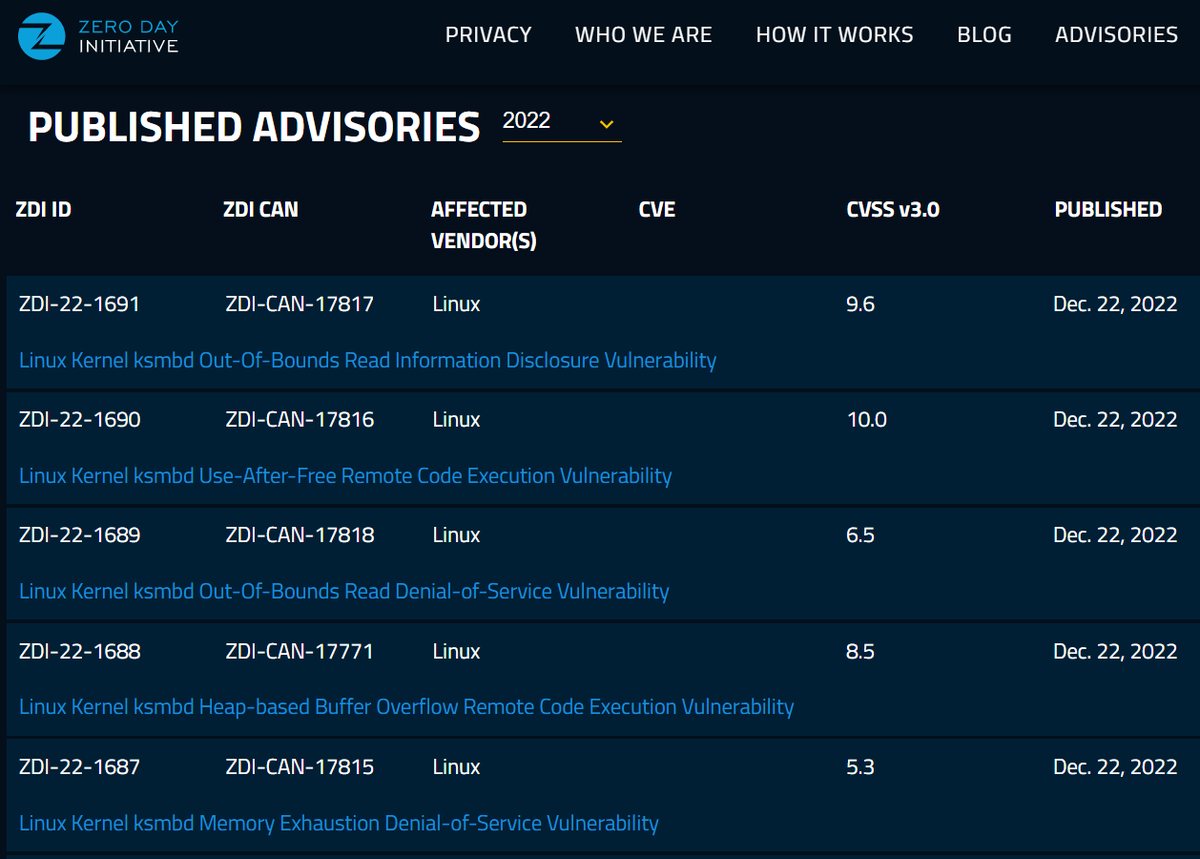 ZERO DAY
INITIATIVE
PRIVACY WHO WE ARE HOW IT WORKS BLOG ADVISORIES
PUBLISHED ADVISORIES 2022
ZDI ID ZDI CAN AFFECTED VENDOR(S) CVE CVSS v3.0 PUBLISHED
ZDI-22-1691 ZDI-CAN-17817 Linux 9.6 Dec. 22, 2022
Linux Kernel ksmbd Out-Of-Bounds Read Information Disclosure Vulnerability
ZDI-22-1690 ZDI-CAN-17816 Linux 10.0 Dec. 22, 2022
Linux Kernel ksmbd Use-After-Free Remote Code Execution Vulnerability
ZDI-22-1689 ZDI-CAN-17818 Linux 6.5 Dec. 22, 2022
Linux Kernel ksmbd Out-Of-Bounds Read Denial-of-Service Vulnerability
ZDI-22-1688 ZDI-CAN-17771 Linux 8.5 Dec. 22, 2022
Linux Kernel ksmbd Heap-based Buffer Overflow Remote Code Execution Vulnerability
ZDI-22-1687 ZDI-CAN-17815 Linux 5.3 Dec. 22, 2022
Linux Kernel ksmbd Memory Exhaustion Denial-of-Service Vulnerability